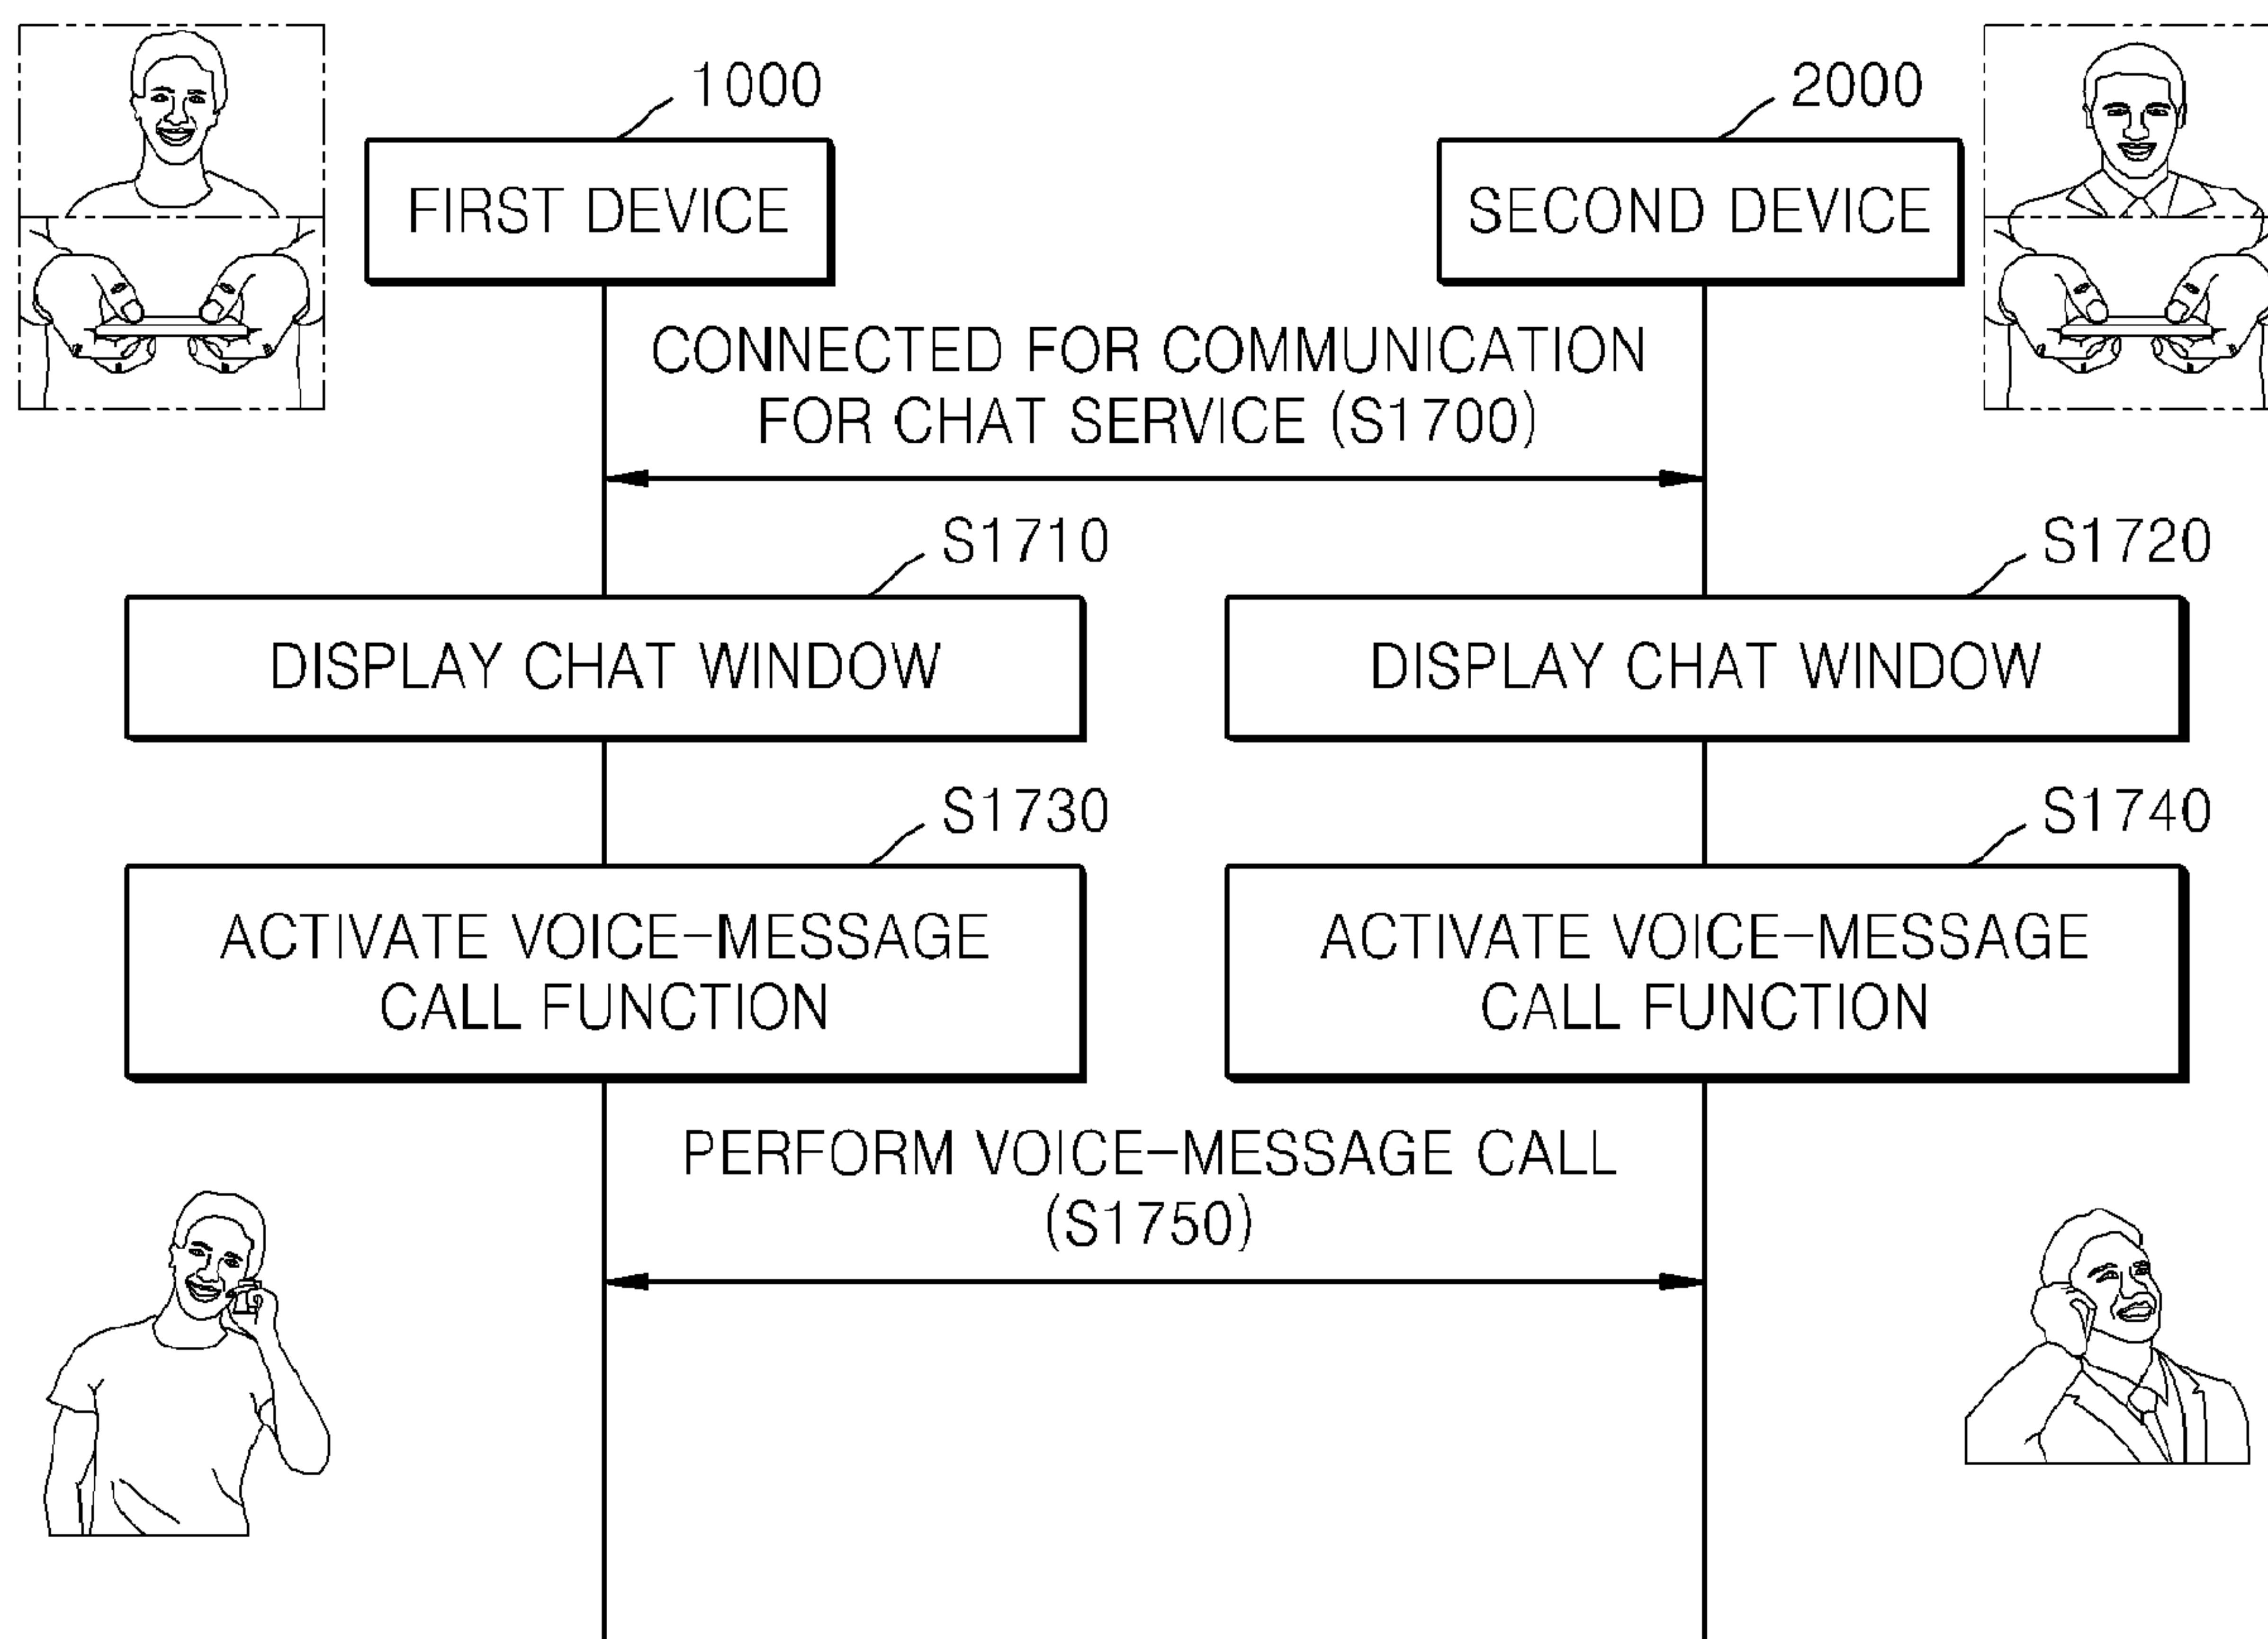 1000
2000
FIRST DEVICE
SECOND DEVICE
CONNECTED FOR COMMUNICATION
FOR CHAT SERVICE (S1700)
S1710
S1720
DISPLAY CHAT WINDOW
DISPLAY CHAT WINDOW
S1730
S1740
ACTIVATE VOICE-MESSAGE
CALL FUNCTION
ACTIVATE VOICE-MESSAGE
CALL FUNCTION
PERFORM VOICE-MESSAGE CALL
(S1750)